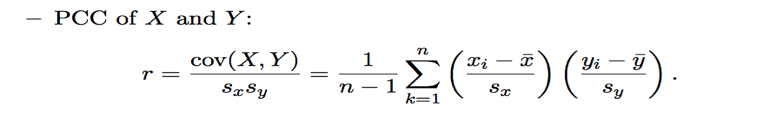 – PCC of X and Y:
r = cov(X, Y) / s_x s_y = 1 / (n − 1) ∑_{k=1}^{n} ((x_i − x̄) / s_x) ((y_i − ȳ) / s_y).